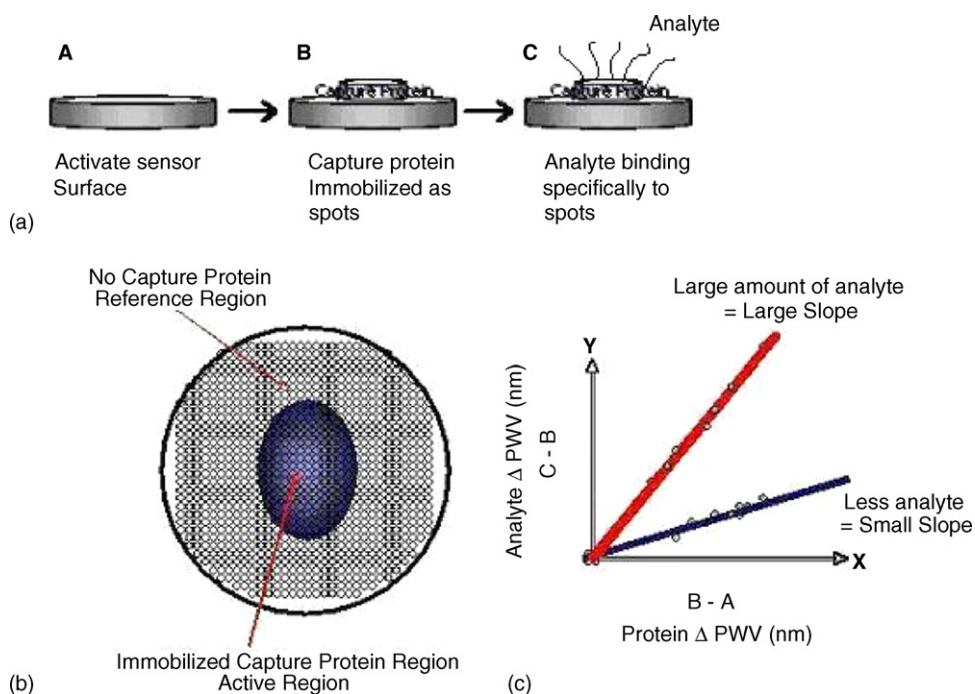 Analyte
A
B
C
Capture Protein
Capture Protein
Activate sensor
Surface
Capture protein
Immobilized as
spots
Analyte binding
specifically to
spots
(a)
No Capture Protein
Reference Region
Immobilized Capture Protein Region
Active Region
(b)
Large amount of analyte
= Large Slope
Y
Analyte Δ PWV (nm)
C - B
Less analyte
= Small Slope
X
B - A
Protein Δ PWV (nm)
(c)